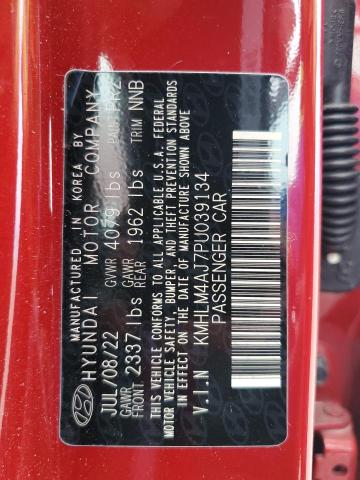 MANUFACTURED IN KOREA BY
HYUNDAI MOTOR COMPANY
JUL/08/22 GVWR 4079 lbs PAINT PR2
GAWR FRONT 2337 lbs GAWR REAR 1962 lbs TRIM NNB
THIS VEHICLE CONFORMS TO ALL APPLICABLE U.S.A. FEDERAL
MOTOR VEHICLE SAFETY, BUMPER, AND THEFT PREVENTION STANDARDS
IN EFFECT ON THE DATE OF MANUFACTURE SHOWN ABOVE
V.I.N KMHLM4AJ7PU039134
PASSENGER CAR